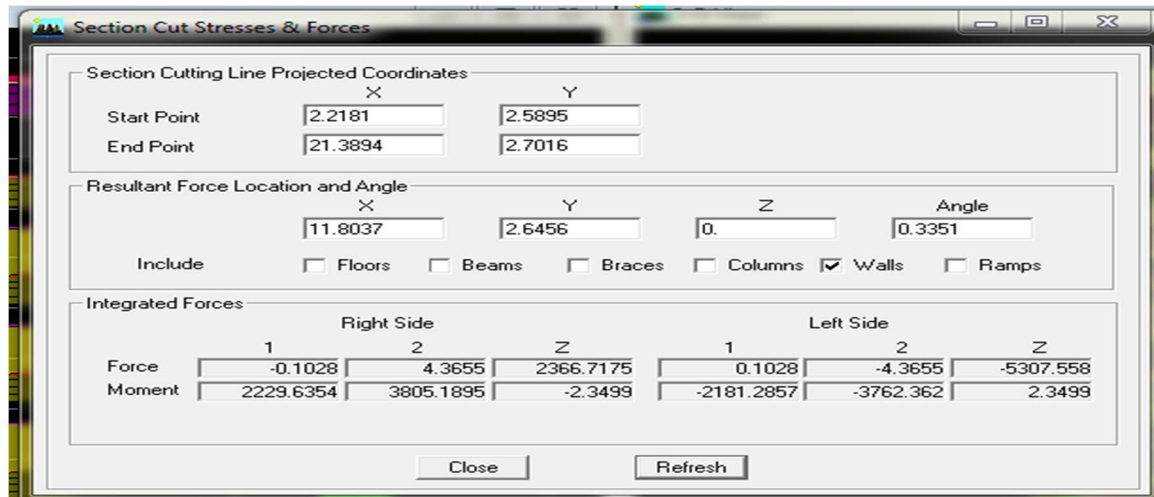 Section Cut Stresses & Forces
Section Cutting Line Projected Coordinates
X Y
Start Point 2.2181 2.5895
End Point 21.3894 2.7016
Resultant Force Location and Angle
X Y Z Angle
11.8037 2.6456 0. 0.3351
Include Floors Beams Braces Columns Walls Ramps
Integrated Forces
Right Side Left Side
1 2 Z 1 2 Z
Force -0.1028 4.3655 2366.7175 0.1028 -4.3655 -5307.558
Moment 2229.6354 3805.1895 -2.3499 -2181.2857 -3762.362 2.3499
Close Refresh